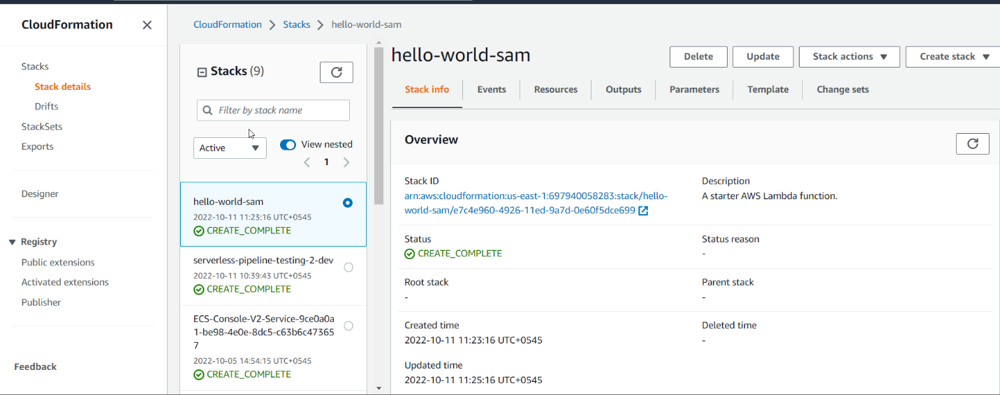 CloudFormation
Stacks
Stack details
Drifts
StackSets
Exports
Designer
Registry
Public extensions
Activated extensions
Publisher
Feedback
CloudFormation > Stacks > hello-world-sam
Stacks (9)
Filter by stack name
Active
View nested
1
hello-world-sam
2022-10-11 11:23:16 UTC+0545
CREATE_COMPLETE
serverless-pipeline-testing-2-dev
2022-10-11 10:39:43 UTC+0545
CREATE_COMPLETE
ECS-Console-V2-Service-9ce0a0a
1-be98-4e0e-8dc5-c63b6c47365
7
2022-10-05 14:54:15 UTC+0545
CREATE_COMPLETE
hello-world-sam
Delete
Update
Stack actions
Create stack
Stack info
Events
Resources
Outputs
Parameters
Template
Change sets
Overview
Stack ID
arn:aws:cloudformation:us-east-1:697940058283:stack/hello-
world-sam/e7c4e960-4926-11ed-9a7d-0e60f5dce699
Description
A starter AWS Lambda function.
Status
CREATE_COMPLETE
Status reason
-
Root stack
-
Parent stack
-
Created time
2022-10-11 11:23:16 UTC+0545
Deleted time
-
Updated time
2022-10-11 11:25:16 UTC+0545